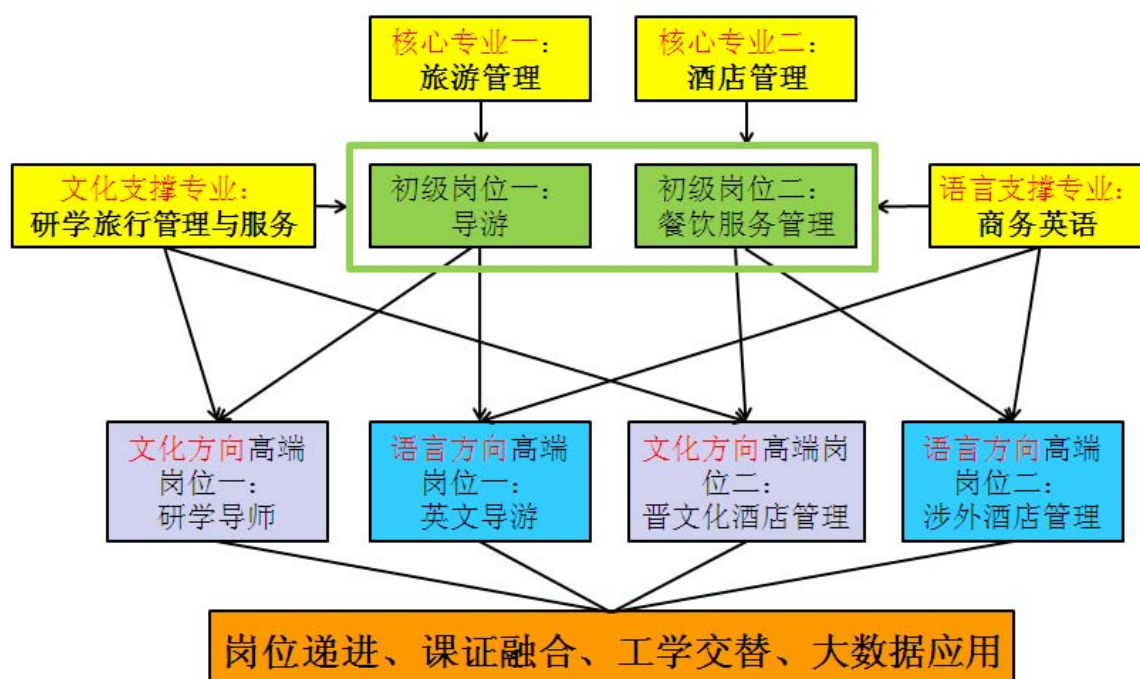 核心专业一：
旅游管理
核心专业二：
酒店管理
文化支撑专业：
研学旅行管理与服务
初级岗位一：
导游
初级岗位二：
餐饮服务管理
语言支撑专业：
商务英语
文化方向高端
岗位一：
研学导师
语言方向高端
岗位一：
英文导游
文化方向高端岗
位二：
晋文化酒店管理
语言方向高端
岗位二：
涉外酒店管理
岗位递进、课证融合、工学交替、大数据应用